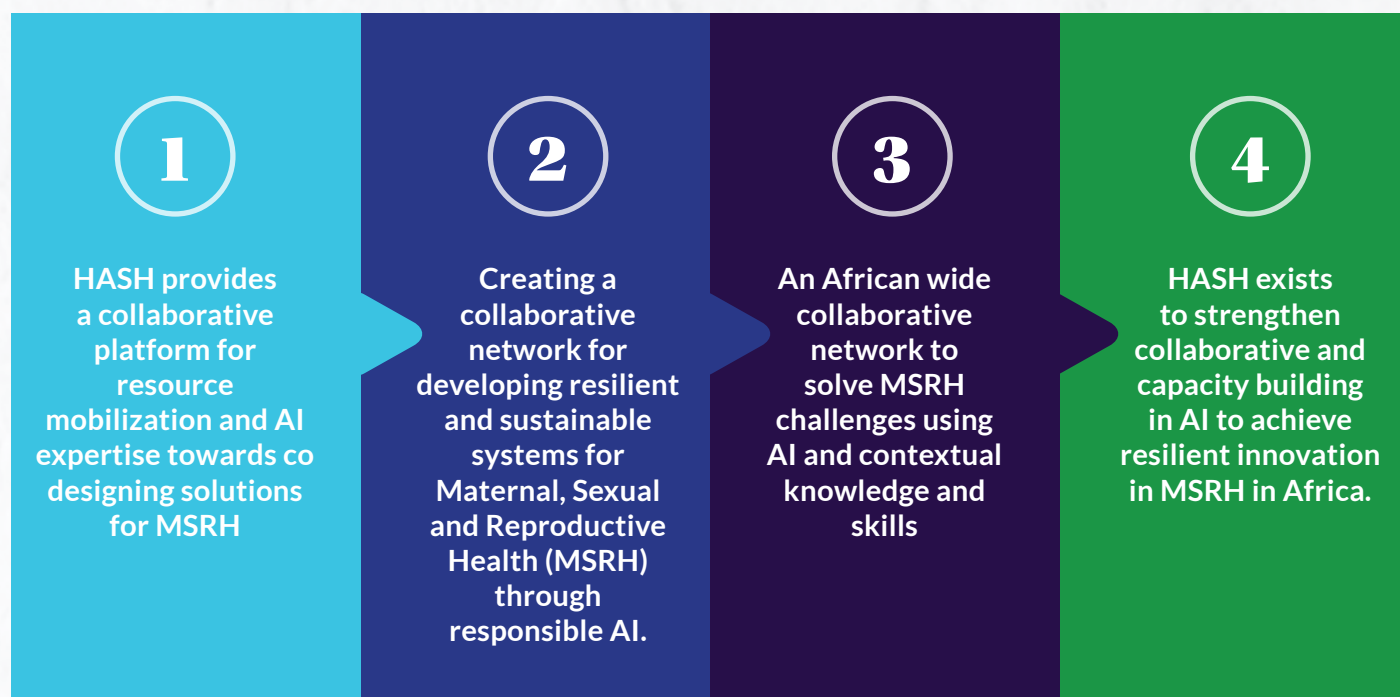 1
HASH provides
a collaborative
platform for
resource
mobilization and AI
expertise towards co
designing solutions
for MSRH
2
Creating a
collaborative
network for
developing resilient
and sustainable
systems for
Maternal, Sexual
and Reproductive
Health (MSRH)
through
responsible AI.
3
An African wide
collaborative
network to
solve MSRH
challenges using
AI and contextual
knowledge and
skills
4
HASH exists
to strengthen
collaborative and
capacity building
in AI to achieve
resilient innovation
in MSRH in Africa.